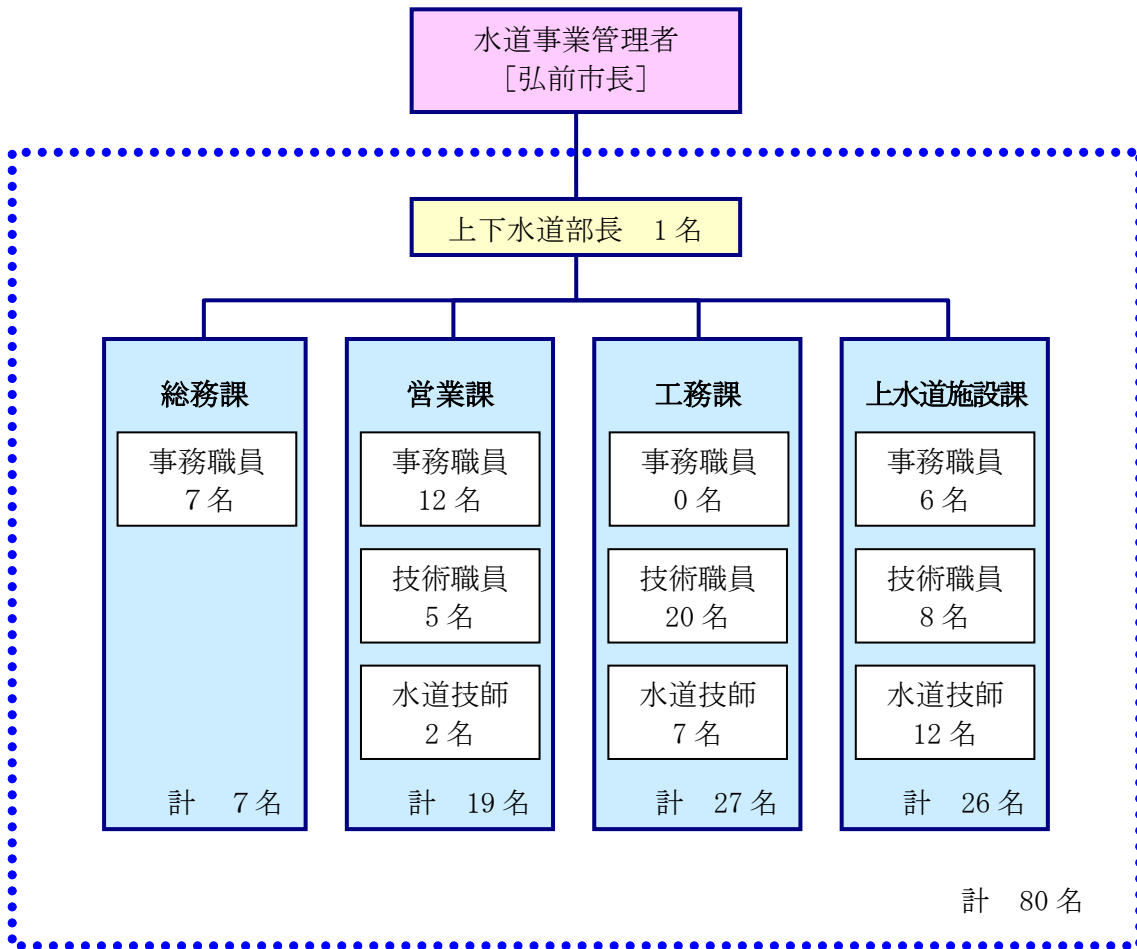 水道事業管理者
［弘前市長］
上下水道部長　1名
総務課
事務職員
7名
計　7名
営業課
事務職員
12名
技術職員
5名
水道技師
2名
計　19名
工務課
事務職員
0名
技術職員
20名
水道技師
7名
計　27名
上水道施設課
事務職員
6名
技術職員
8名
水道技師
12名
計　26名
計　80名